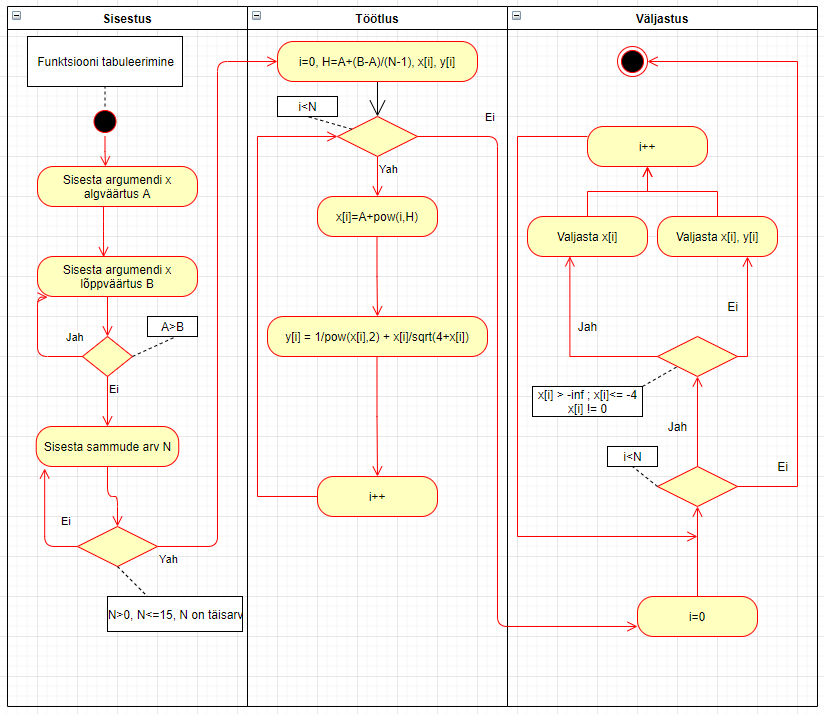 Sisestus
Funktsiooni tabuleerimine
Sisesta argumendi x
algväärtus A
Sisesta argumendi x
lõppväärtus B
A>B
Jah
Ei
Sisesta sammude arv N
Ei
Yah
N>0, N<=15, N on täisarv
Töötlus
i=0, H=A+(B-A)/(N-1), x[i], y[i]
i<N
Ei
Yah
x[i]=A+pow(i,H)
y[i] = 1/pow(x[i],2) + x[i]/sqrt(4+x[i])
i++
Väljastus
i++
Valjasta x[i]
Valjasta x[i], y[i]
Ei
Jah
x[i] > -inf ; x[i]<= -4
x[i] != 0
Jah
i<N
Ei
i=0